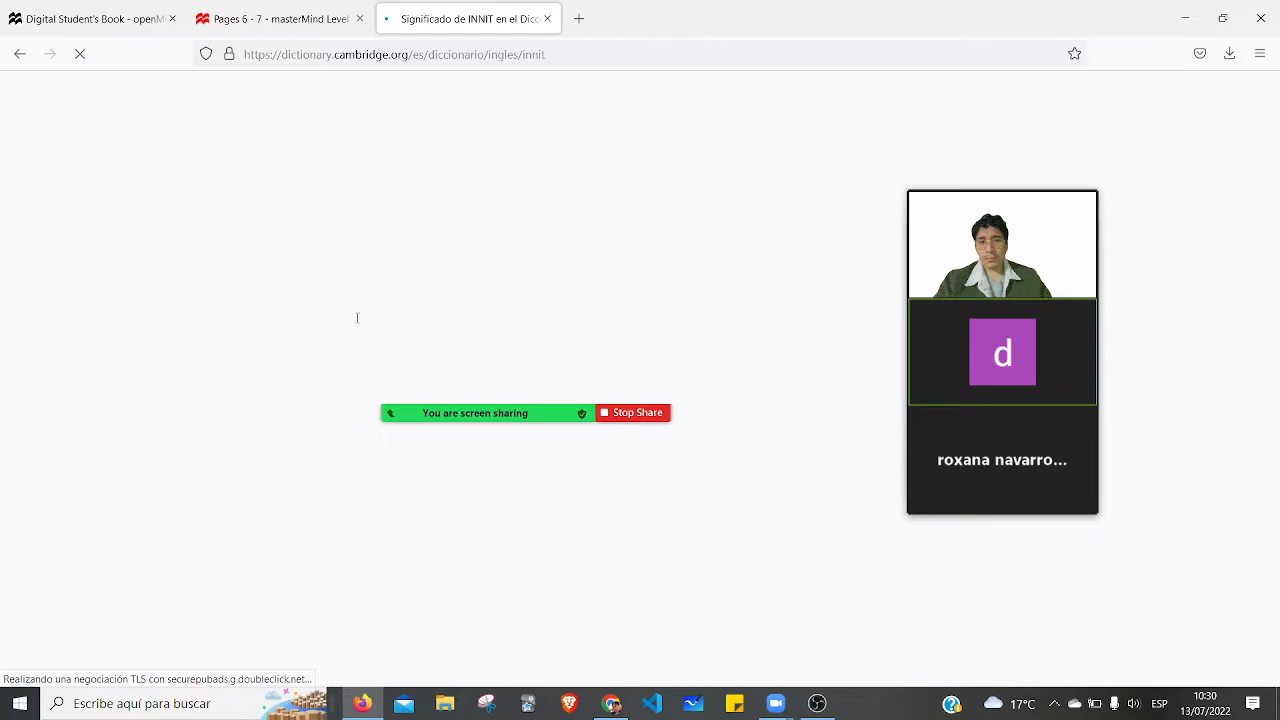 Digital Student's Book - openM
Pages 6 - 7 - masterMind Level
Significado de INNIT en el Dicc
https://dictionary.cambridge.org/es/diccionario/ingles/innit
d
You are screen sharing
Stop Share
roxana navarro...
Realizando una negociación TLS con securepubads.g.doubleclick.net...
Escribe aquí para buscar
17°C
ESP
10:30
13/07/2022